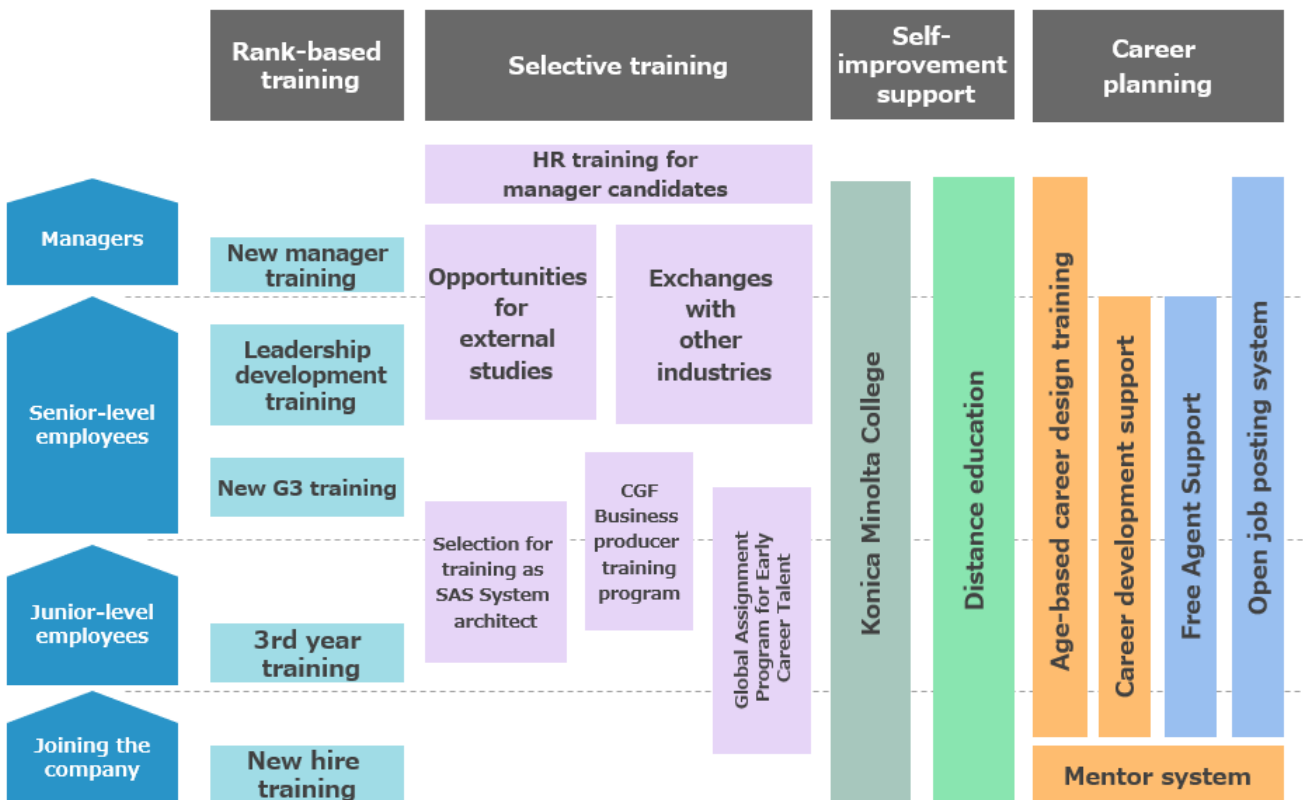 Rank-based
training
Selective training
Self-
improvement
support
Career
planning
HR training for
manager candidates
Managers
New manager
training
Opportunities
for
external
studies
Exchanges
with
other
industries
Senior-level
employees
Leadership
development
training
New G3 training
Selection for
training as
SAS System
architect
CGF
Business
producer
training
program
Global Assignment
Program for Early
Career Talent
Junior-level
employees
3rd year
training
Joining the
company
New hire
training
Konica Minolta College
Distance education
Age-based career design training
Career development support
Free Agent Support
Open job posting system
Mentor system